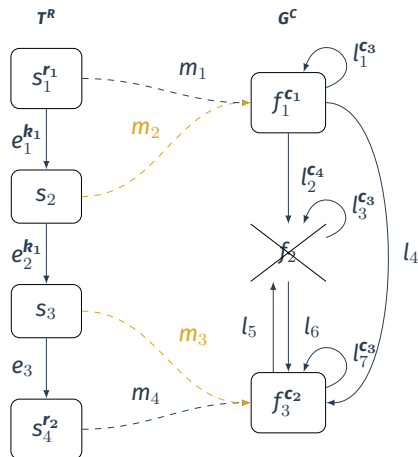 T^R G^C
s_1^{r_1} m_1 f_1^{c_1} l_1^{c_3}
e_1^{k_1} m_2
s_2 l_2^{c_4} l_3^{c_3}
e_2^{k_1} f_2 l_4
s_3 m_3 l_5 l_6
e_3 l_7^{c_3}
s_4^{r_2} m_4 f_3^{c_2}